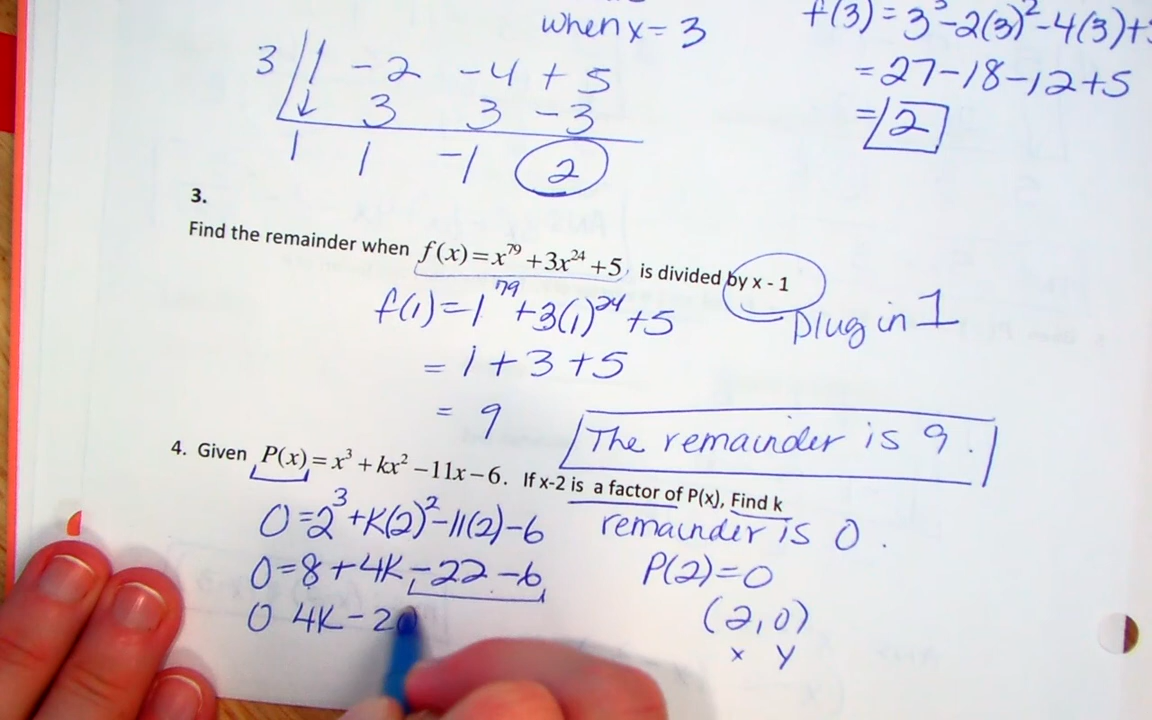 when x = 3
f(3) = 3³ - 2(3)² - 4(3) +
= 27 - 18 - 12 + 5
= 2
3 1 - 2 - 4 + 5
3 3 - 3
1 1 -1 2
3.
Find the remainder when f(x) = x⁷⁹ + 3x²⁴ + 5, is divided by x - 1
f(1) = 1⁷⁹ + 3(1)²⁴ + 5
plug in 1
= 1 + 3 + 5
= 9
The remainder is 9.
4. Given P(x) = x³ + kx² - 11x - 6. If x-2 is a factor of P(x), Find k
0 = 2³ + K(2)² - 11(2) - 6
remainder is 0.
0 = 8 + 4K - 22 - 6
P(2) = 0
0 4K - 20
(2, 0)
x y